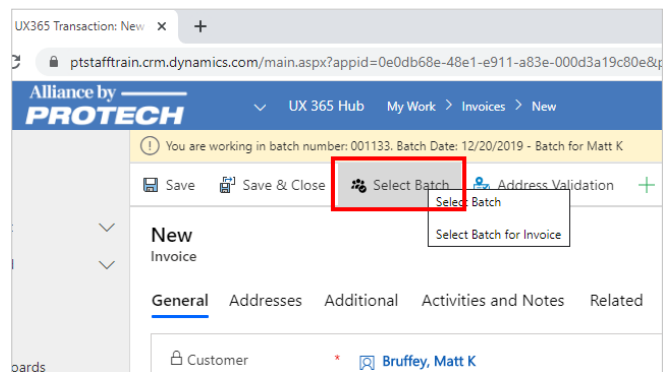 UX365 Transaction: New × +
ptstafftrain.crm.dynamics.com/main.aspx?appid=0e0db68e-48e1-e911-a83e-000d3a19c80e&p
Alliance by
PROTECH
UX 365 Hub My Work > Invoices > New
You are working in batch number: 001133. Batch Date: 12/20/2019 - Batch for Matt K
Save Save & Close Select Batch Address Validation +
Select Batch
Select Batch for Invoice
New
Invoice
General Addresses Additional Activities and Notes Related
Customer * Bruffey, Matt K
oards